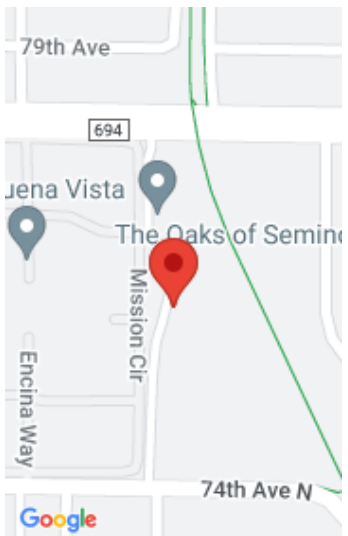 79th Ave
694
uena Vista
The Oaks of Semino
Mission Cir
Encina Way
74th Ave N
Google